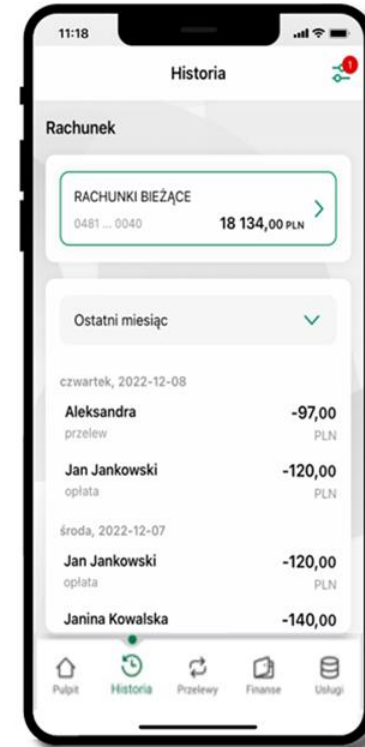 11:18
Historia
1
Rachunek
RACHUNKI BIEŻĄCE
0481 ... 0040
18 134,00 PLN
Ostatni miesiąc
czwartek, 2022-12-08
Aleksandra -97,00
przelew PLN
Jan Jankowski -120,00
opłata PLN
środa, 2022-12-07
Jan Jankowski -120,00
opłata PLN
Janina Kowalska -140,00
Pulpit Historia Przelewy Finanse Usługi